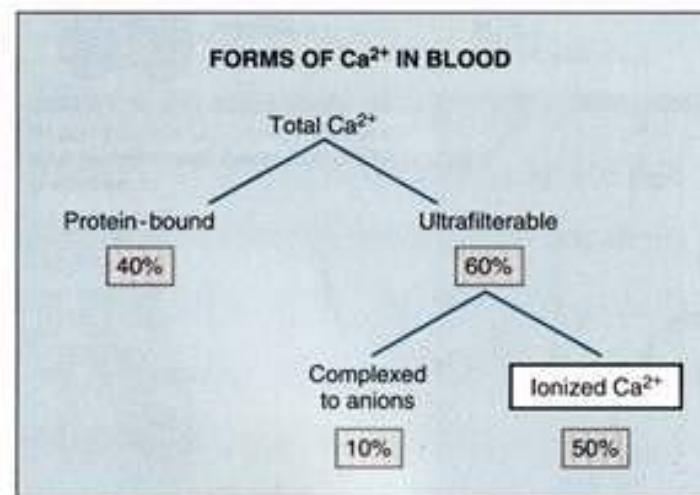 FORMS OF Ca²⁺ IN BLOOD
Total Ca²⁺
Protein-bound
Ultrafilterable
40%
60%
Complexed
to anions
Ionized Ca²⁺
10%
50%